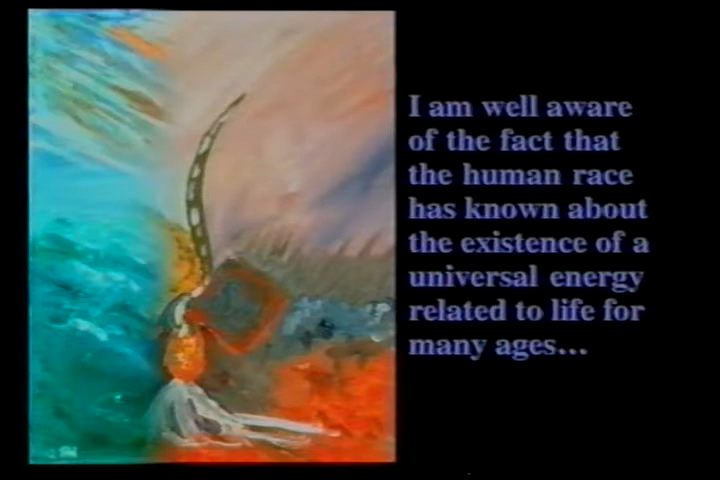 I am well aware
of the fact that
the human race
has known about
the existence of a
universal energy
related to life for
many ages...